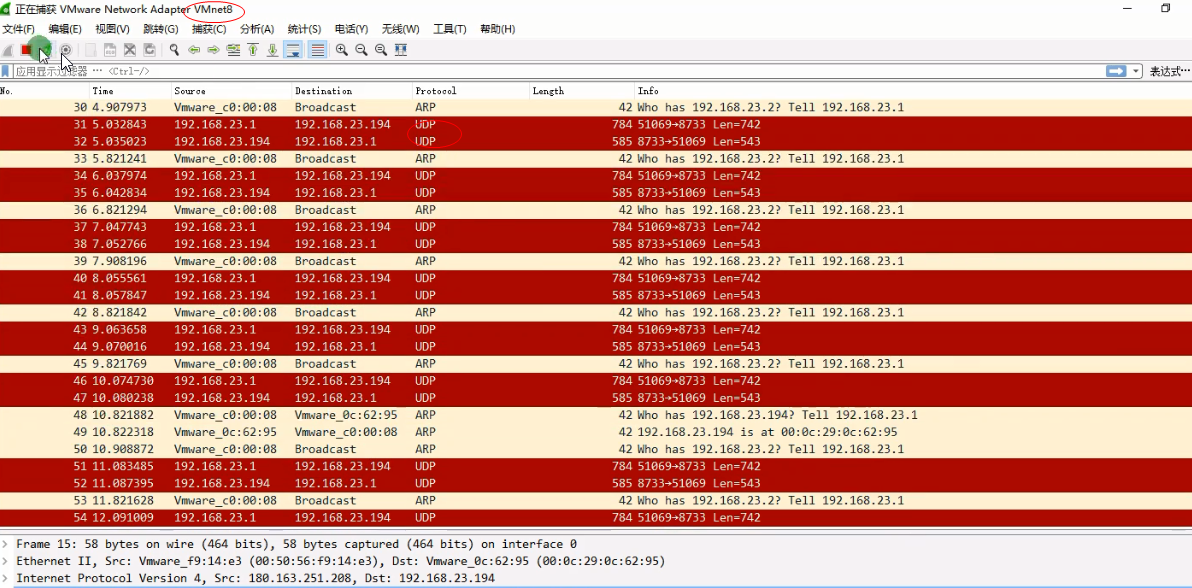 正在捕获 VMware Network Adapter VMnet8
文件(F) 编辑(E) 视图(V) 跳转(G) 捕获(C) 分析(A) 统计(S) 电话(Y) 无线(W) 工具(T) 帮助(H)
应用显示过滤器 … <Ctrl-/> 表达式…
No. Time Source Destination Protocol Length Info
30 4.907973 Vmware_c0:00:08 Broadcast ARP 42 Who has 192.168.23.2? Tell 192.168.23.1
31 5.032843 192.168.23.1 192.168.23.194 UDP 784 51069→8733 Len=742
32 5.035023 192.168.23.194 192.168.23.1 UDP 585 8733→51069 Len=543
33 5.821241 Vmware_c0:00:08 Broadcast ARP 42 Who has 192.168.23.2? Tell 192.168.23.1
34 6.037974 192.168.23.1 192.168.23.194 UDP 784 51069→8733 Len=742
35 6.042834 192.168.23.194 192.168.23.1 UDP 585 8733→51069 Len=543
36 6.821294 Vmware_c0:00:08 Broadcast ARP 42 Who has 192.168.23.2? Tell 192.168.23.1
37 7.047743 192.168.23.1 192.168.23.194 UDP 784 51069→8733 Len=742
38 7.052766 192.168.23.194 192.168.23.1 UDP 585 8733→51069 Len=543
39 7.908196 Vmware_c0:00:08 Broadcast ARP 42 Who has 192.168.23.2? Tell 192.168.23.1
40 8.055561 192.168.23.1 192.168.23.194 UDP 784 51069→8733 Len=742
41 8.057847 192.168.23.194 192.168.23.1 UDP 585 8733→51069 Len=543
42 8.821842 Vmware_c0:00:08 Broadcast ARP 42 Who has 192.168.23.2? Tell 192.168.23.1
43 9.063658 192.168.23.1 192.168.23.194 UDP 784 51069→8733 Len=742
44 9.070016 192.168.23.194 192.168.23.1 UDP 585 8733→51069 Len=543
45 9.821769 Vmware_c0:00:08 Broadcast ARP 42 Who has 192.168.23.2? Tell 192.168.23.1
46 10.074730 192.168.23.1 192.168.23.194 UDP 784 51069→8733 Len=742
47 10.080238 192.168.23.194 192.168.23.1 UDP 585 8733→51069 Len=543
48 10.821882 Vmware_c0:00:08 Vmware_0c:62:95 ARP 42 Who has 192.168.23.194? Tell 192.168.23.1
49 10.822318 Vmware_0c:62:95 Vmware_c0:00:08 ARP 42 192.168.23.194 is at 00:0c:29:0c:62:95
50 10.908872 Vmware_c0:00:08 Broadcast ARP 42 Who has 192.168.23.2? Tell 192.168.23.1
51 11.083485 192.168.23.1 192.168.23.194 UDP 784 51069→8733 Len=742
52 11.087395 192.168.23.194 192.168.23.1 UDP 585 8733→51069 Len=543
53 11.821628 Vmware_c0:00:08 Broadcast ARP 42 Who has 192.168.23.2? Tell 192.168.23.1
54 12.091009 192.168.23.1 192.168.23.194 UDP 784 51069→8733 Len=742
Frame 15: 58 bytes on wire (464 bits), 58 bytes captured (464 bits) on interface 0
Ethernet II, Src: Vmware_f9:14:e3 (00:50:56:f9:14:e3), Dst: Vmware_0c:62:95 (00:0c:29:0c:62:95)
Internet Protocol Version 4, Src: 180.163.251.208, Dst: 192.168.23.194